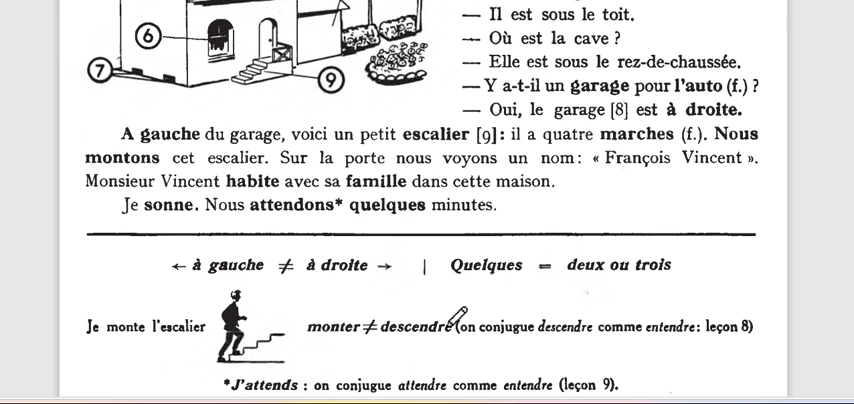 — Il est sous le toit.
— Où est la cave ?
— Elle est sous le rez-de-chaussée.
— Y a-t-il un garage pour l'auto (f.) ?
— Oui, le garage [8] est à droite.
6
7
9
A gauche du garage, voici un petit escalier [9] : il a quatre marches (f.). Nous
montons cet escalier. Sur la porte nous voyons un nom : « François Vincent ».
Monsieur Vincent habite avec sa famille dans cette maison.
Je sonne. Nous attendons* quelques minutes.
← à gauche ≠ à droite → | Quelques = deux ou trois
Je monte l'escalier monter ≠ descendre (on conjugue descendre comme entendre : leçon 8)
*J'attends : on conjugue attendre comme entendre (leçon 9).